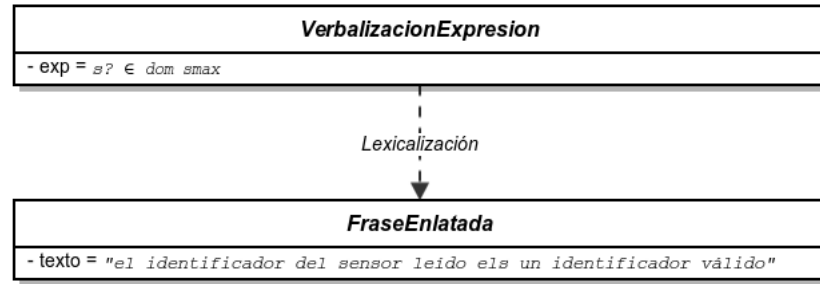 VerbalizacionExpresion
- exp = s? ∈ dom smax
Lexicalización
FraseEnlatada
- texto = "el identificador del sensor leido els un identificador válido"